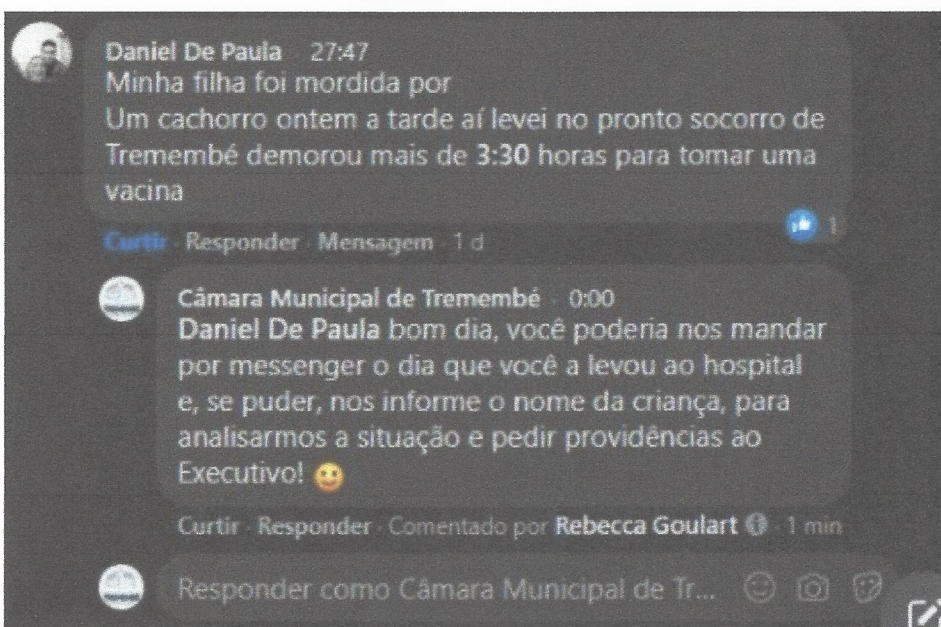 Daniel De Paula · 27:47
Minha filha foi mordida por
Um cachorro ontem a tarde aí levei no pronto socorro de
Tremembé demorou mais de 3:30 horas para tomar uma
vacina
1
Curtir · Responder · Mensagem · 1 d
Câmara Municipal de Tremembé · 0:00
Daniel De Paula bom dia, você poderia nos mandar
por messenger o dia que você a levou ao hospital
e, se puder, nos informe o nome da criança, para
analisarmos a situação e pedir providências ao
Executivo!
Curtir · Responder · Comentado por Rebecca Goulart · 1 min
Responder como Câmara Municipal de Tr...